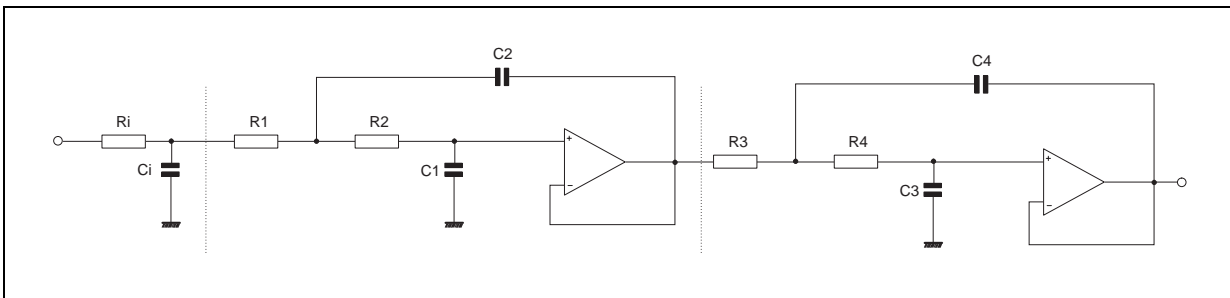 C2
C4
Ri
R1
R2
R3
R4
Ci
C1
C3
+
−
+
−